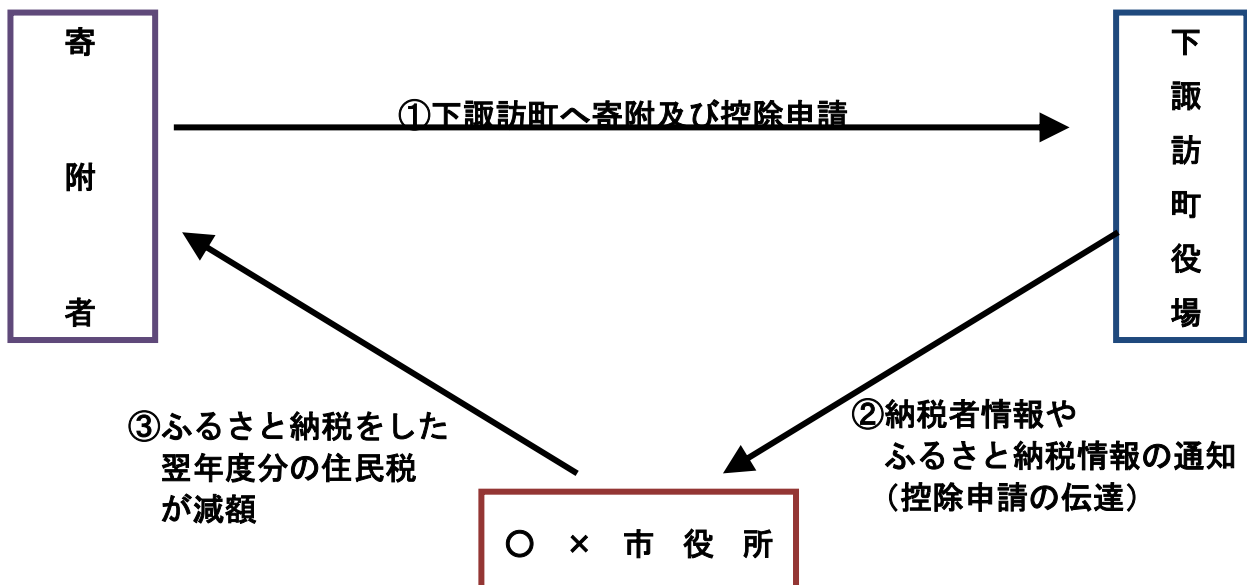 寄附者
下諏訪町役場
①下諏訪町へ寄附及び控除申請
②納税者情報や
ふるさと納税情報の通知
（控除申請の伝達）
③ふるさと納税をした
翌年度分の住民税
が減額
○×市役所